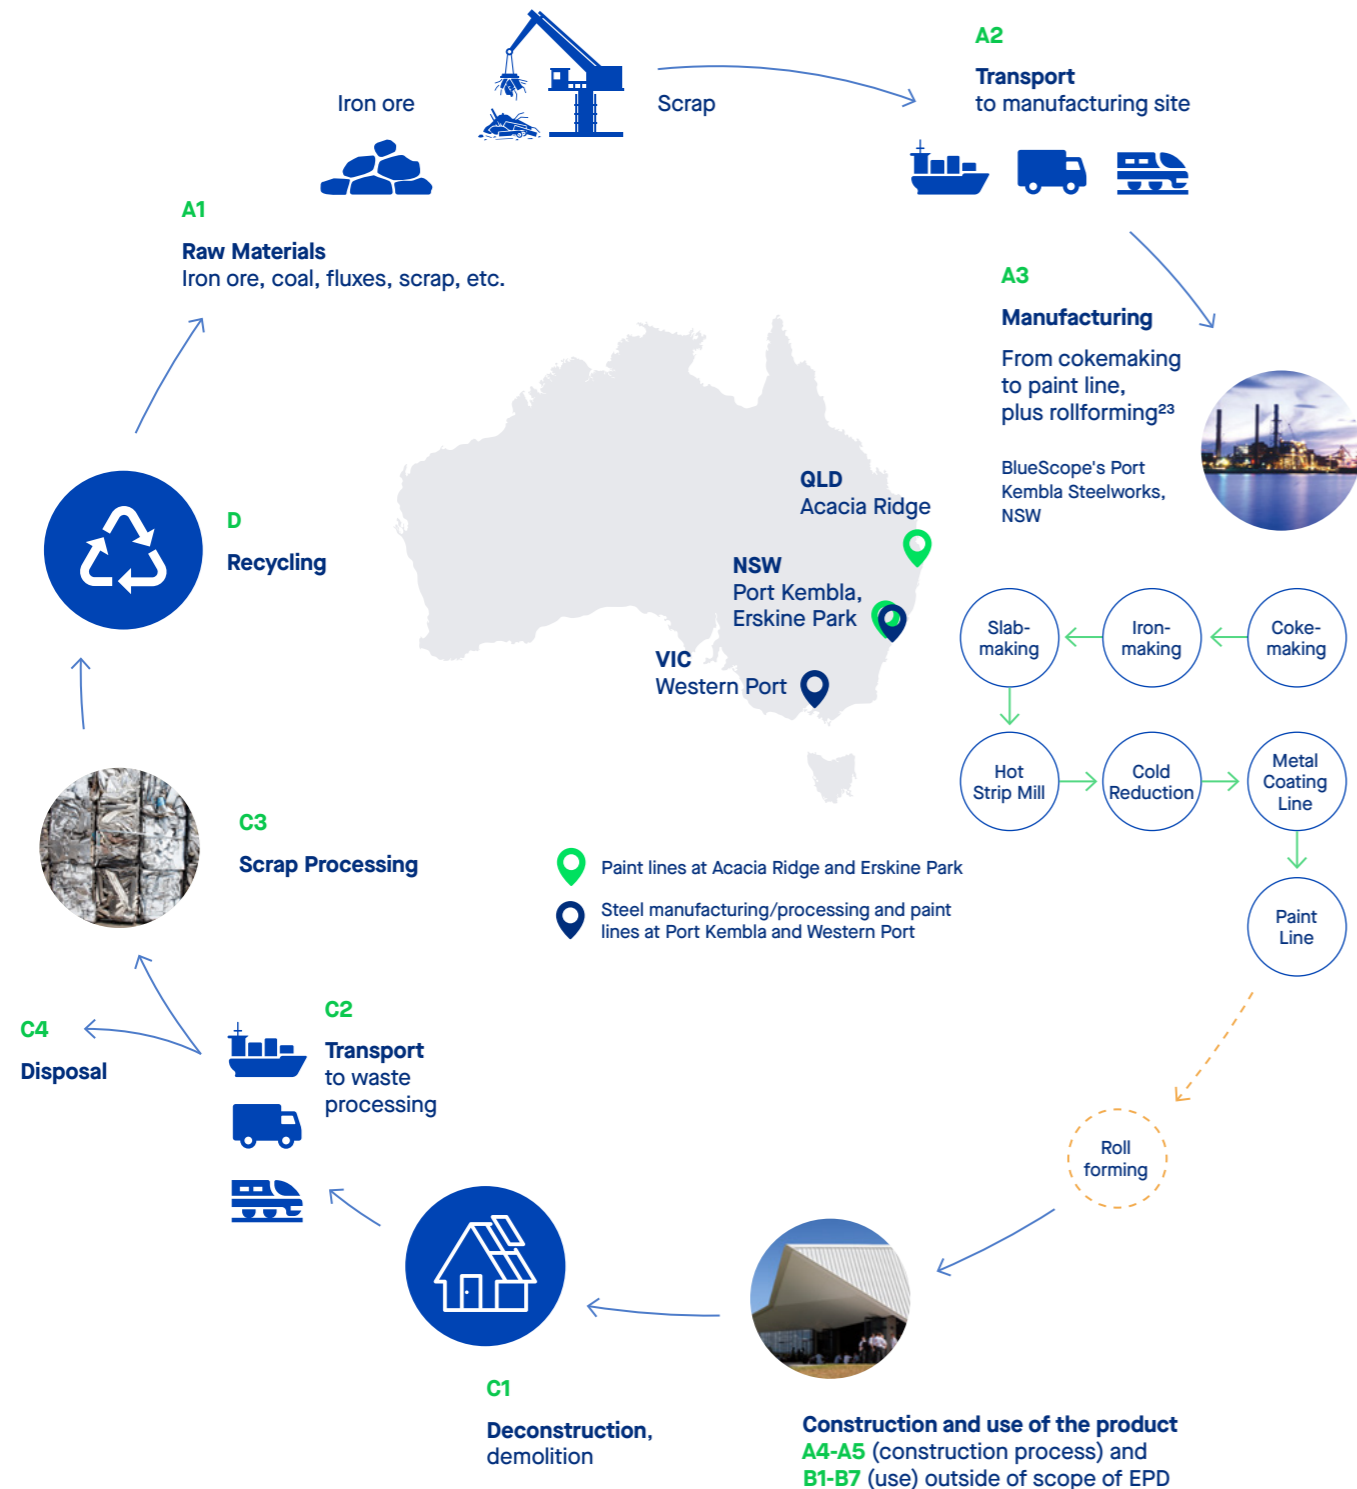 Iron ore
Scrap
A2
Transport
to manufacturing site
A1
Raw Materials
Iron ore, coal, fluxes, scrap, etc.
A3
Manufacturing
From cokemaking
to paint line,
plus rollforming²³
BlueScope's Port
Kembla Steelworks,
NSW
QLD
Acacia Ridge
NSW
Port Kembla,
Erskine Park
VIC
Western Port
D
Recycling
Slab-
making
Iron-
making
Coke-
making
Hot
Strip Mill
Cold
Reduction
Metal
Coating
Line
Paint
Line
C3
Scrap Processing
Paint lines at Acacia Ridge and Erskine Park
Steel manufacturing/processing and paint
lines at Port Kembla and Western Port
C4
Disposal
C2
Transport
to waste
processing
Roll
forming
C1
Deconstruction,
demolition
Construction and use of the product
A4-A5 (construction process) and
B1-B7 (use) outside of scope of EPD